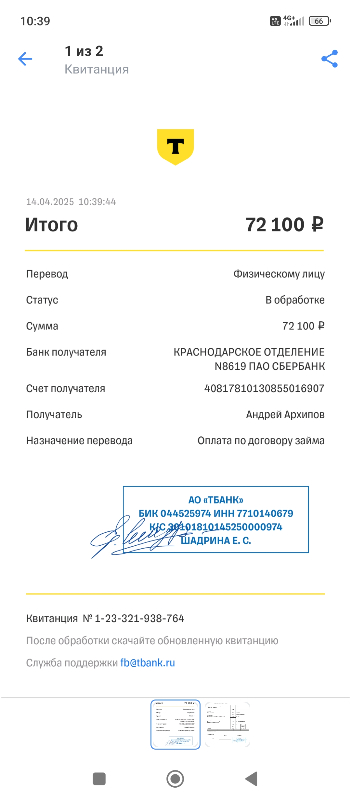 10:39
4G+
66
1 из 2
Квитанция
Т
14.04.2025 10:39:44
Итого 72 100 ₽
Перевод Физическому лицу
Статус В обработке
Сумма 72 100 ₽
Банк получателя КРАСНОДАРСКОЕ ОТДЕЛЕНИЕ
N8619 ПАО СБЕРБАНК
Счет получателя 40817810130855016907
Получатель Андрей Архипов
Назначение перевода Оплата по договору займа
АО «ТБАНК»
БИК 044525974 ИНН 7710140679
К/С 30101810145250000974
ШАДРИНА Е. С.
Квитанция № 1-23-321-938-764
После обработки скачайте обновленную квитанцию
Служба поддержки fb@tbank.ru